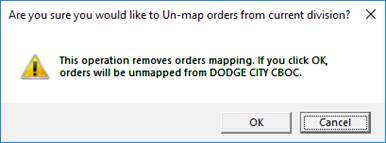 Are you sure you would like to Un-map orders from current division?
This operation removes orders mapping. If you click OK,
orders will be unmapped from DODGE CITY CBOC.
OK
Cancel